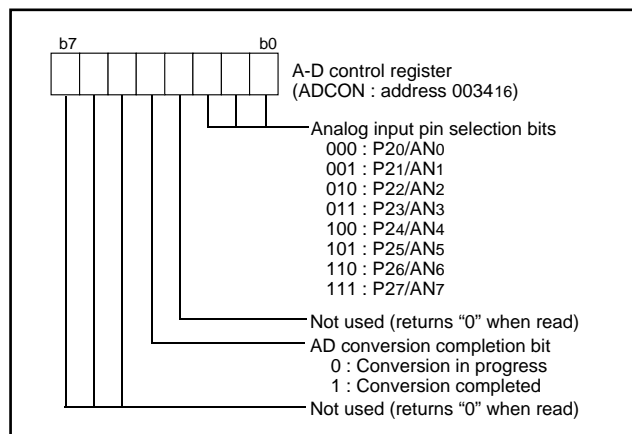 b7 b0
A-D control register
(ADCON : address 003416)
Analog input pin selection bits
000 : P20/AN0
001 : P21/AN1
010 : P22/AN2
011 : P23/AN3
100 : P24/AN4
101 : P25/AN5
110 : P26/AN6
111 : P27/AN7
Not used (returns “0” when read)
AD conversion completion bit
0 : Conversion in progress
1 : Conversion completed
Not used (returns “0” when read)